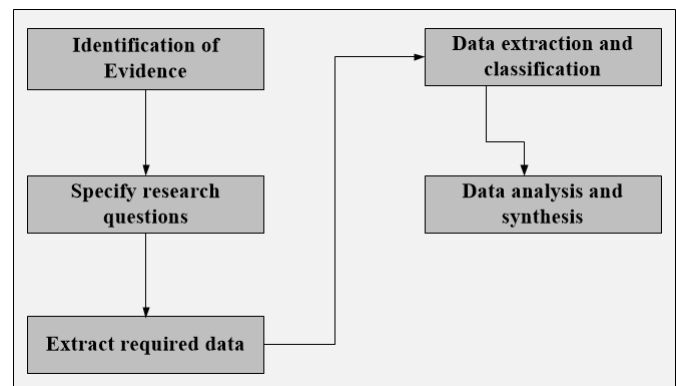 Identification of
Evidence
Specify research
questions
Extract required data
Data extraction and
classification
Data analysis and
synthesis